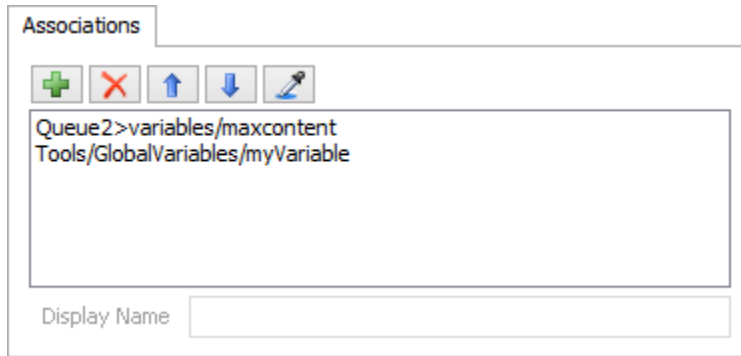 Associations
Queue2>variables/maxcontent
Tools/GlobalVariables/myVariable
Display Name